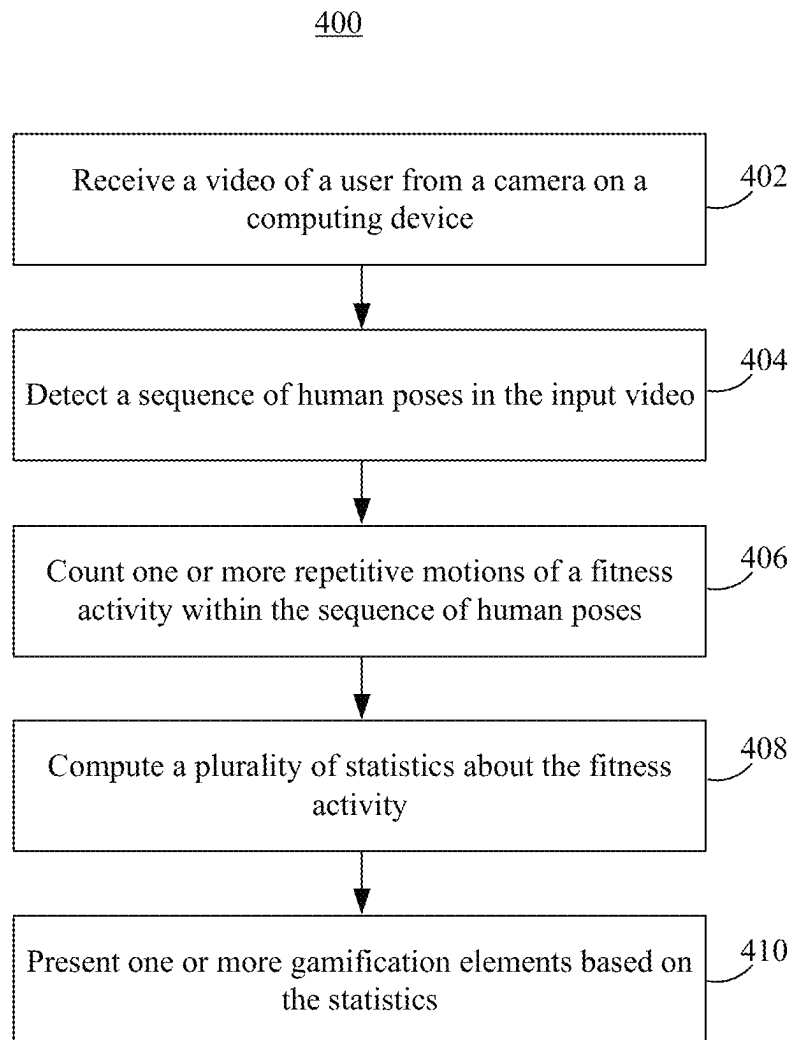 400
Receive a video of a user from a camera on a
computing device
402
Detect a sequence of human poses in the input video
404
Count one or more repetitive motions of a fitness
activity within the sequence of human poses
406
Compute a plurality of statistics about the fitness
activity
408
Present one or more gamification elements based on
the statistics
410